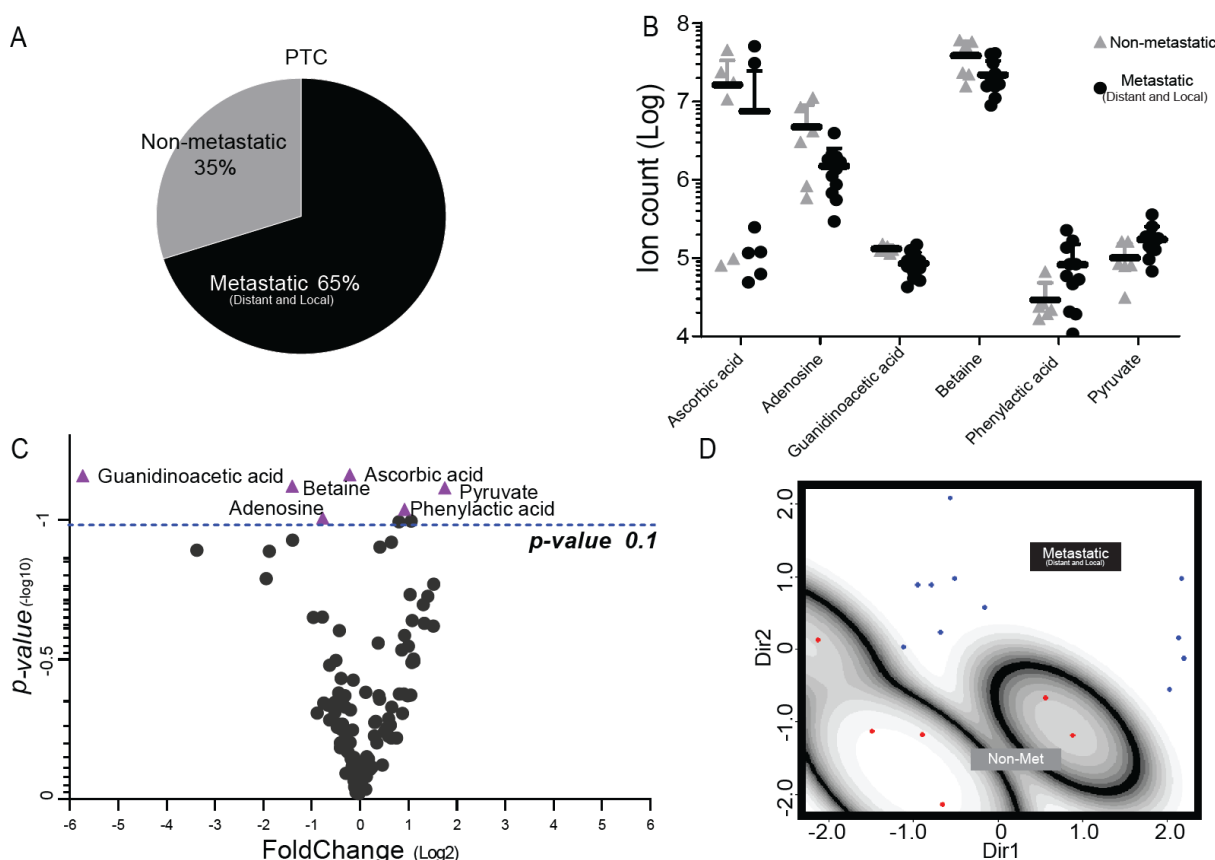 A
PTC
Non-metastatic
35%
Metastatic 65%
(Distant and Local)
B
Ion count (Log)
8
7
6
5
4
Non-metastatic
Metastatic
(Distant and Local)
Ascorbic acid
Adenosine
Guanidinoacetic acid
Betaine
Phenylactic acid
Pyruvate
C
p-value (-log10)
-1
-0.5
0
Guanidinoacetic acid
Ascorbic acid
Betaine
Pyruvate
Adenosine
Phenylactic acid
p-value 0.1
-6 -5 -4 -3 -2 -1 0 1 2 3 4 5 6
FoldChange (Log2)
D
Dir2
2.0
1.0
0
-1.0
-2.0
Metastatic
(Distant and Local)
Non-Met
-2.0 -1.0 0 1.0 2.0
Dir1